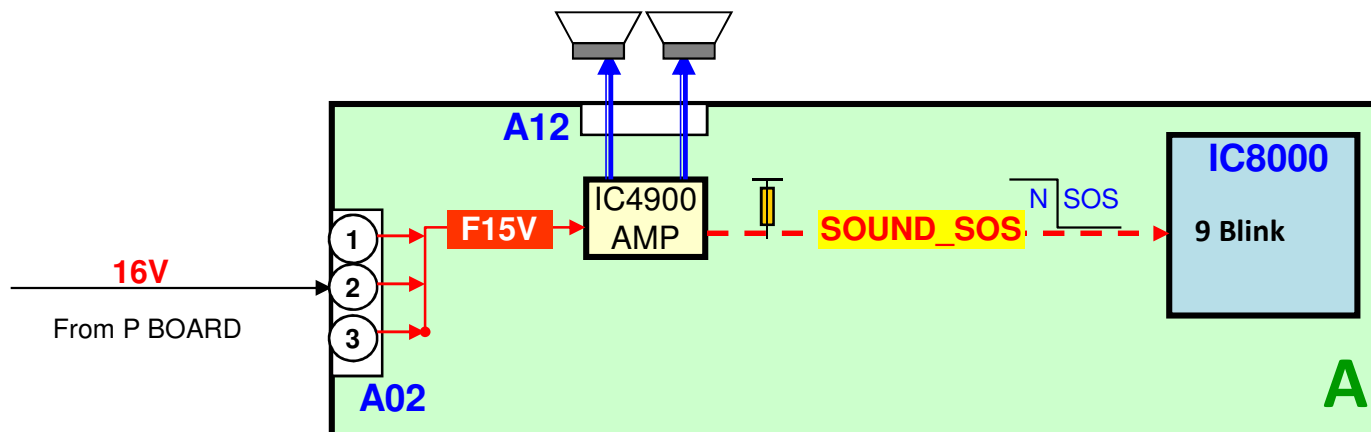 A12
IC8000
IC4900
AMP
N SOS
F15V
SOUND_SOS
9 Blink
1
2
3
16V
From P BOARD
A02
A